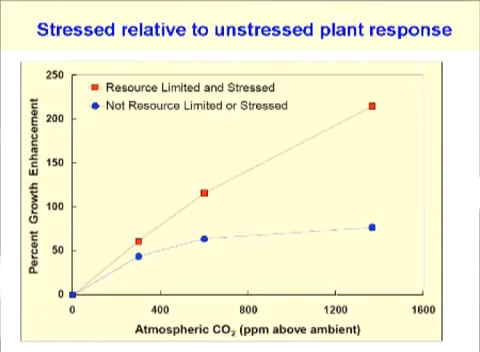 Stressed relative to unstressed plant response
250
Resource Limited and Stressed
Not Resource Limited or Stressed
200
150
100
50
0
Percent Growth Enhancement
0 400 800 1200 1600
Atmospheric CO₂ (ppm above ambient)